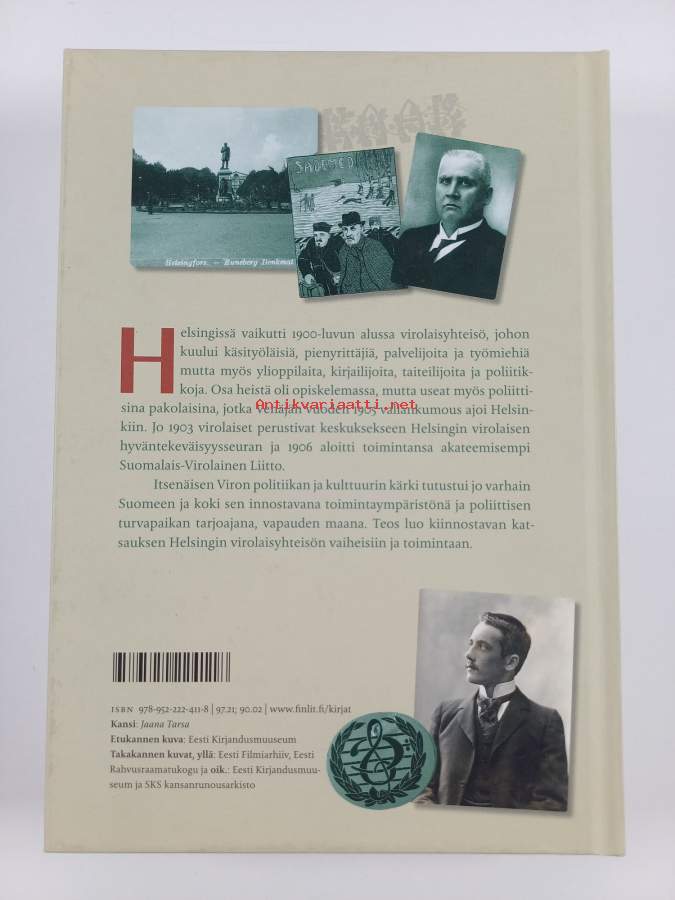 SADEMED
Helsingfors. — Runeberg Denkmal
Helsingissä vaikutti 1900-luvun alussa virolaisyhteisö, johon
kuului käsityöläisiä, pienyrittäjiä, palvelijoita ja työmiehiä
mutta myös ylioppilaita, kirjailijoita, taiteilijoita ja poliitik-
koja. Osa heistä oli opiskelemassa, mutta useat myös poliitti-
Antikvariaatti.net
sina pakolaisina, jotka Venäjän vuoden 1905 vallankumous ajoi Helsin-
kiin. Jo 1903 virolaiset perustivat keskuksekseen Helsingin virolaisen
hyväntekeväisyysseuran ja 1906 aloitti toimintansa akateemisempi
Suomalais-Virolainen Liitto.
Itsenäisen Viron politiikan ja kulttuurin kärki tutustui jo varhain
Suomeen ja koki sen innostavana toimintaympäristönä ja poliittisen
turvapaikan tarjoajana, vapauden maana. Teos luo kiinnostavan kat-
sauksen Helsingin virolaisyhteisön vaiheisiin ja toimintaan.
ISBN 978-952-222-411-8 | 97.21; 90.02 | www.finlit.fi/kirjat
Kansi: Jaana Tarsa
Etukannen kuva: Eesti Kirjandusmuuseum
Takakannen kuvat, yllä: Eesti Filmiarhiiv, Eesti
Rahvusraamatukogu ja oik.: Eesti Kirjandusmuu-
seum ja SKS kansanrunousarkisto